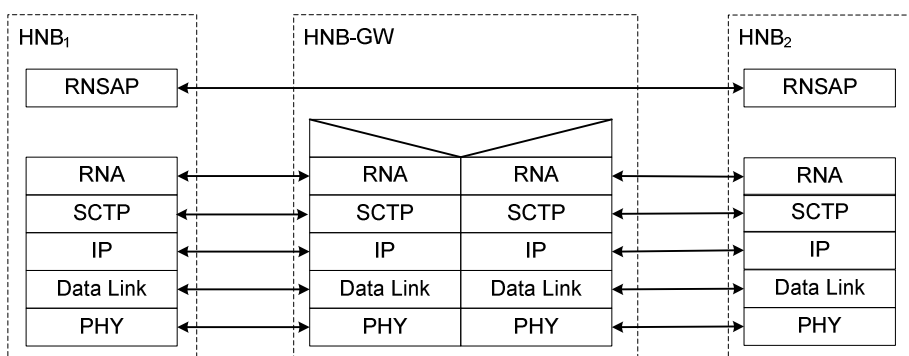 HNB₁ HNB-GW HNB₂
RNSAP RNSAP
RNA RNA RNA RNA
SCTP SCTP SCTP SCTP
IP IP IP IP
Data Link Data Link Data Link Data Link
PHY PHY PHY PHY